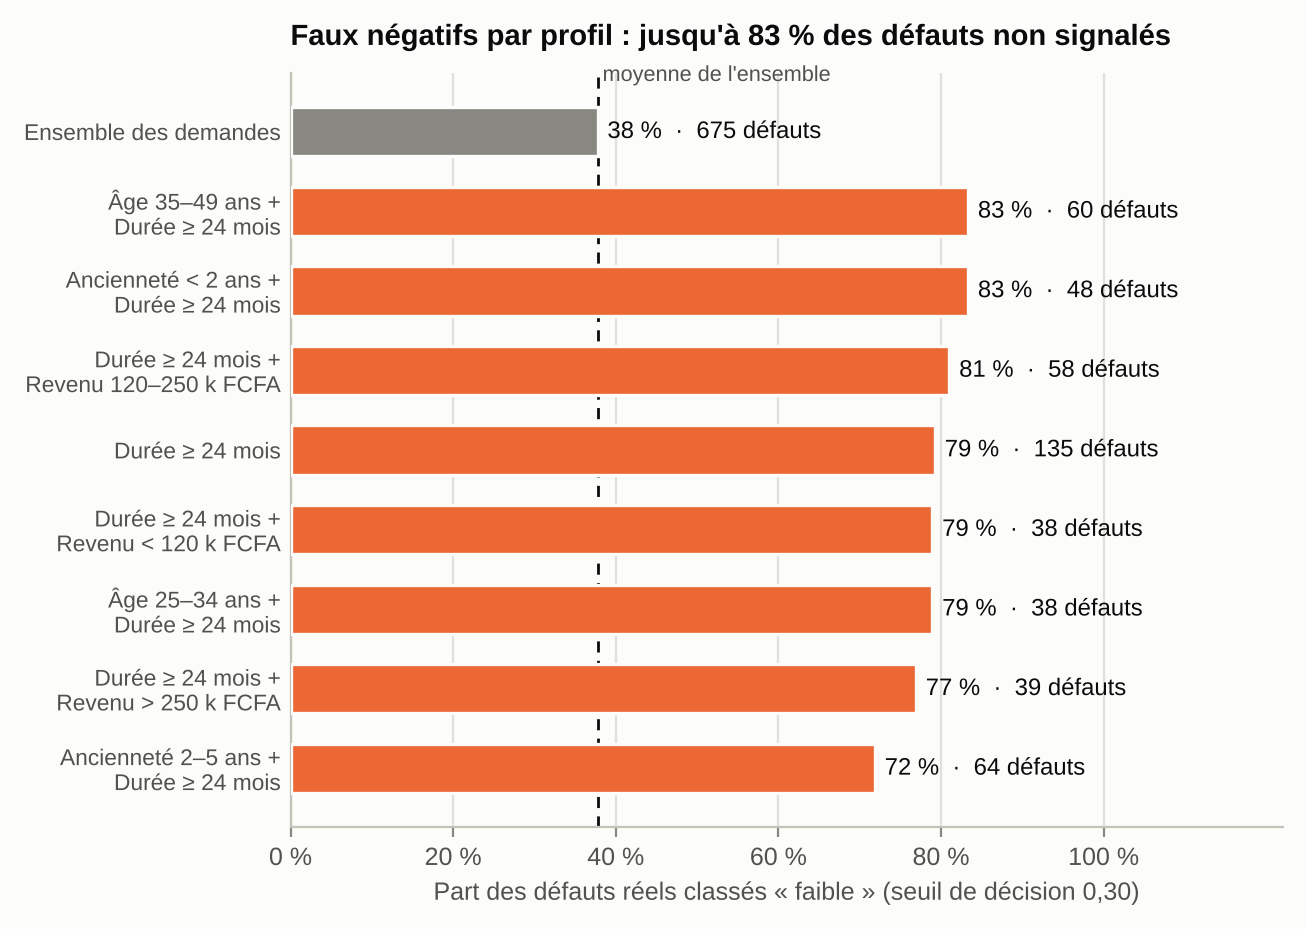 Faux négatifs par profil : jusqu'à 83 % des défauts non signalés
moyenne de l'ensemble
Ensemble des demandes
38 % · 675 défauts
Âge 35–49 ans +
Durée ≥ 24 mois
83 % · 60 défauts
Ancienneté < 2 ans +
Durée ≥ 24 mois
83 % · 48 défauts
Durée ≥ 24 mois +
Revenu 120–250 k FCFA
81 % · 58 défauts
Durée ≥ 24 mois
79 % · 135 défauts
Durée ≥ 24 mois +
Revenu < 120 k FCFA
79 % · 38 défauts
Âge 25–34 ans +
Durée ≥ 24 mois
79 % · 38 défauts
Durée ≥ 24 mois +
Revenu > 250 k FCFA
77 % · 39 défauts
Ancienneté 2–5 ans +
Durée ≥ 24 mois
72 % · 64 défauts
0 % 20 % 40 % 60 % 80 % 100 %
Part des défauts réels classés « faible » (seuil de décision 0,30)